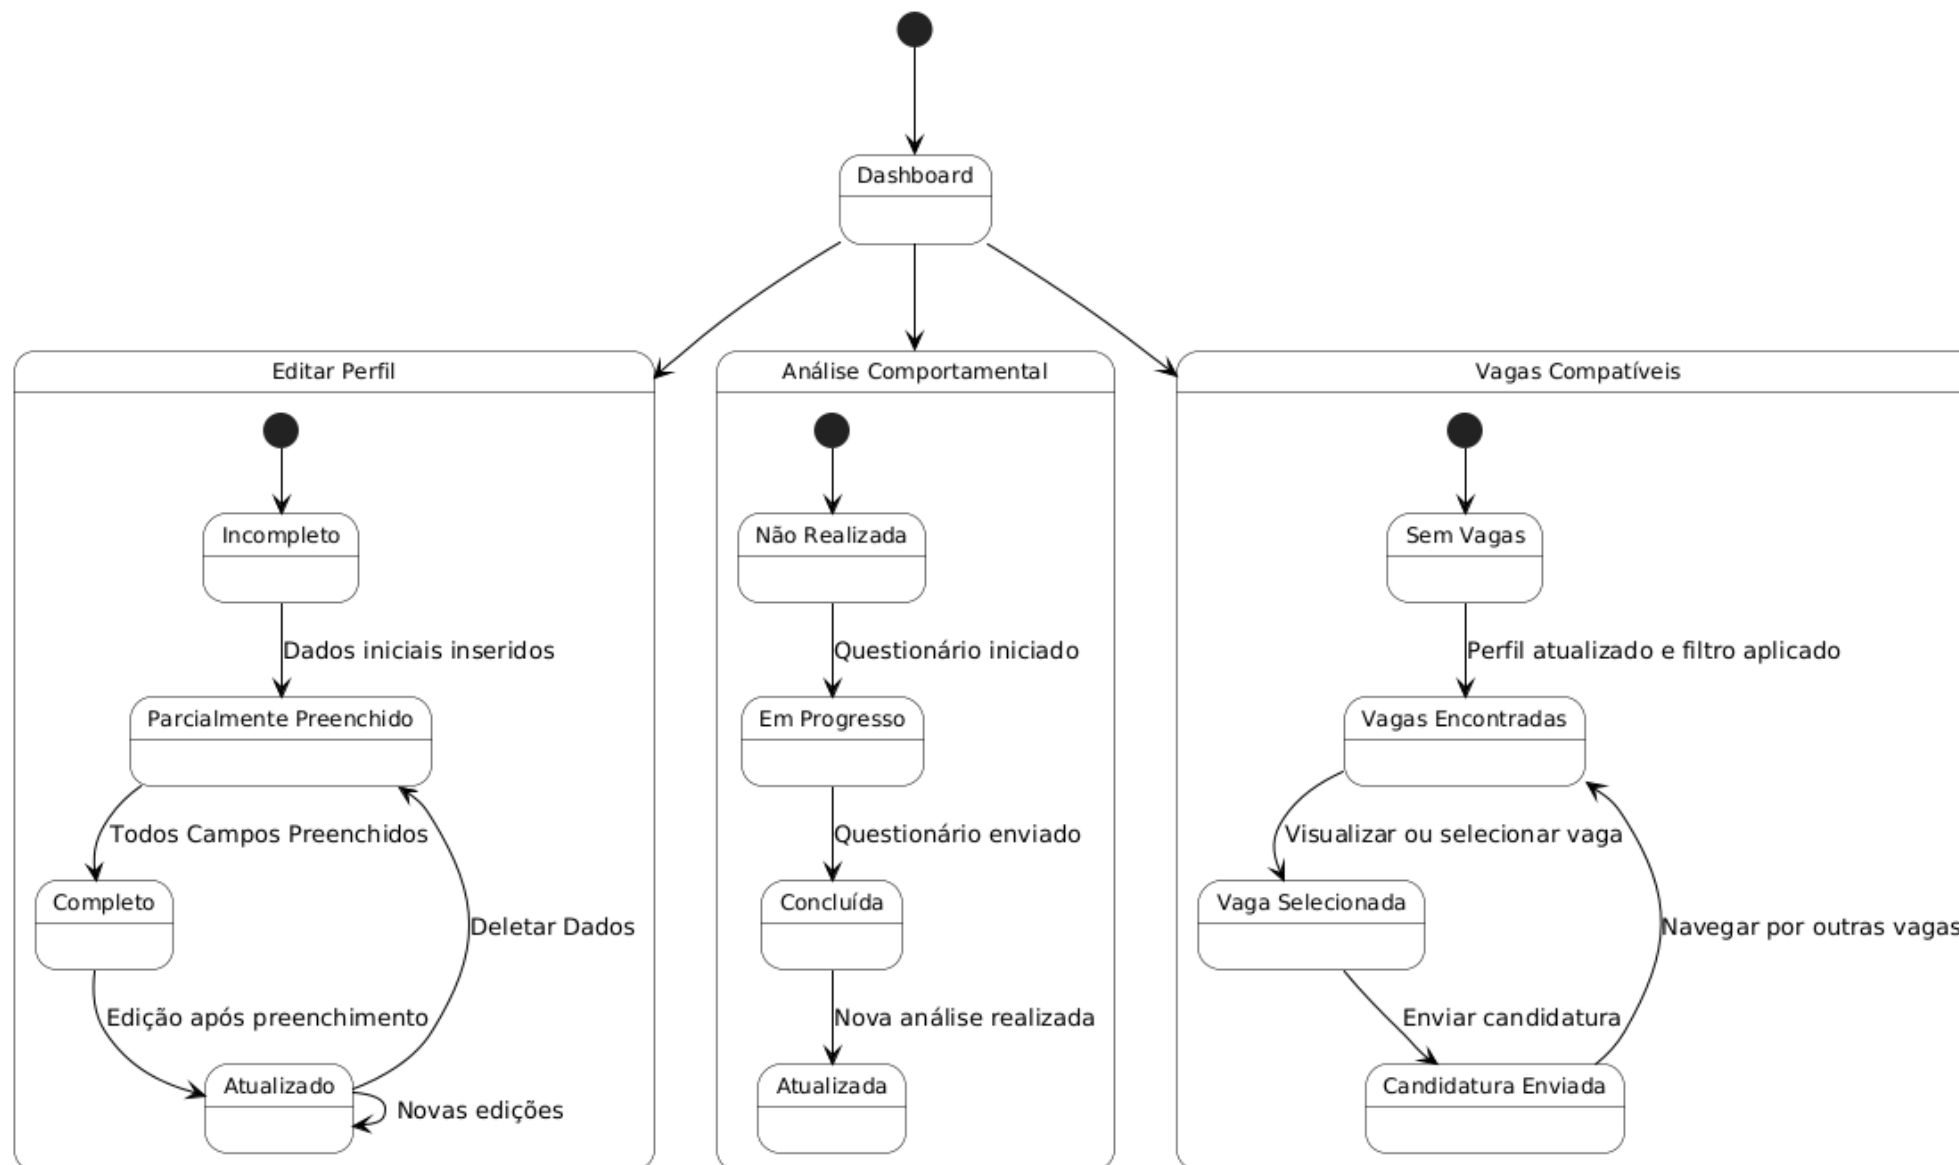 Dashboard
Editar Perfil
Incompleto
Dados iniciais inseridos
Parcialmente Preenchido
Todos Campos Preenchidos
Completo
Deletar Dados
Edição após preenchimento
Atualizado
Novas edições
Análise Comportamental
Não Realizada
Questionário iniciado
Em Progresso
Questionário enviado
Concluída
Nova análise realizada
Atualizada
Vagas Compatíveis
Sem Vagas
Perfil atualizado e filtro aplicado
Vagas Encontradas
Visualizar ou selecionar vaga
Vaga Selecionada
Navegar por outras vagas
Enviar candidatura
Candidatura Enviada